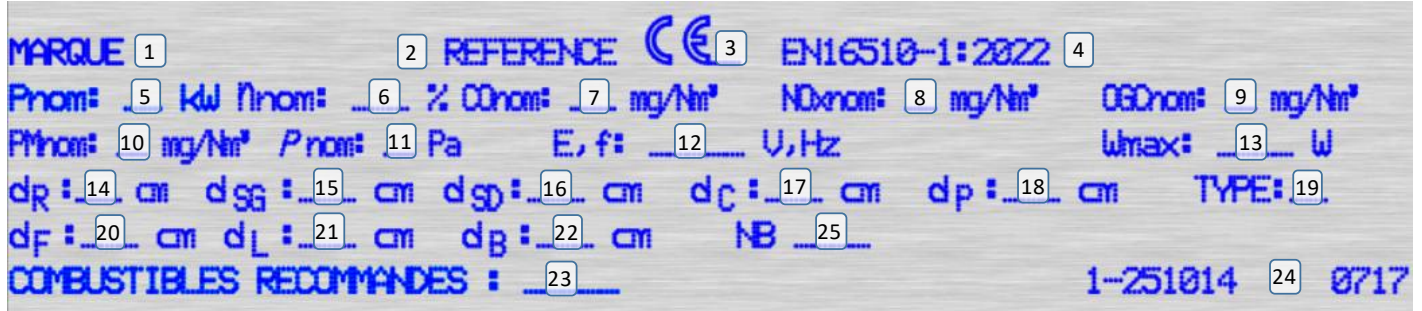 MARQUE 1 2 REFERENCE CE 3 EN16510-1:2022 4
Pnom: ..5.. kW ηnom: ...6... % COnom: ..7.. mg/Nm³ NOxnom: 8 mg/Nm³ OGCnom: 9 mg/Nm³
PMnom: .10 mg/Nm³ Pnom: .11 Pa E,f: ...12...... V,Hz Wmax: ...13.... W
dR :..14.. cm dSG :...15... cm dSD :...16... cm dC :...17... cm dP :...18... cm TYPE:.19.
dF :...20... cm dL :...21... cm dB :...22... cm NB ....25....
COMBUSTIBLES RECOMMANDES : ....23...... 1-251014 24 0717